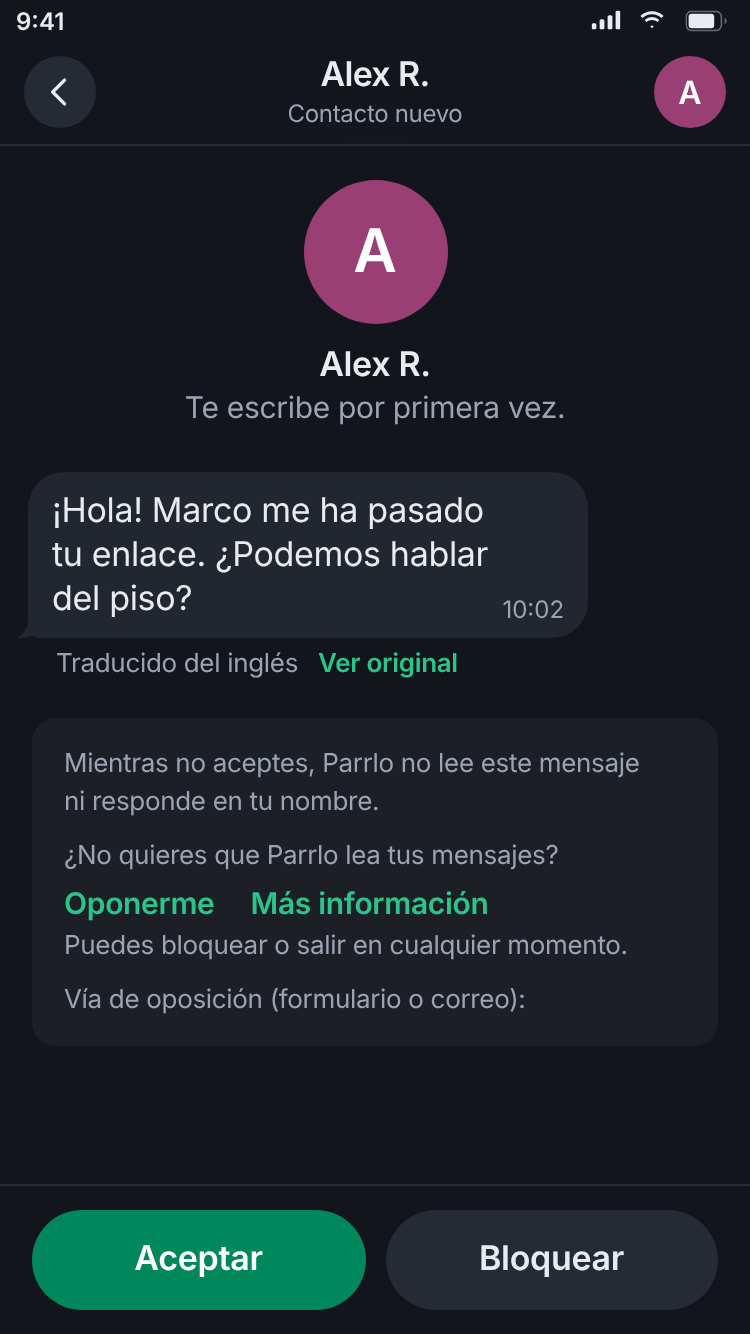 9:41
Alex R.
Contacto nuevo
A
A
Alex R.
Te escribe por primera vez.
¡Hola! Marco me ha pasado
tu enlace. ¿Podemos hablar
del piso?
10:02
Traducido del inglés Ver original
Mientras no aceptes, Parrlo no lee este mensaje
ni responde en tu nombre.
¿No quieres que Parrlo lea tus mensajes?
Oponerme Más información
Puedes bloquear o salir en cualquier momento.
Vía de oposición (formulario o correo):
Aceptar
Bloquear